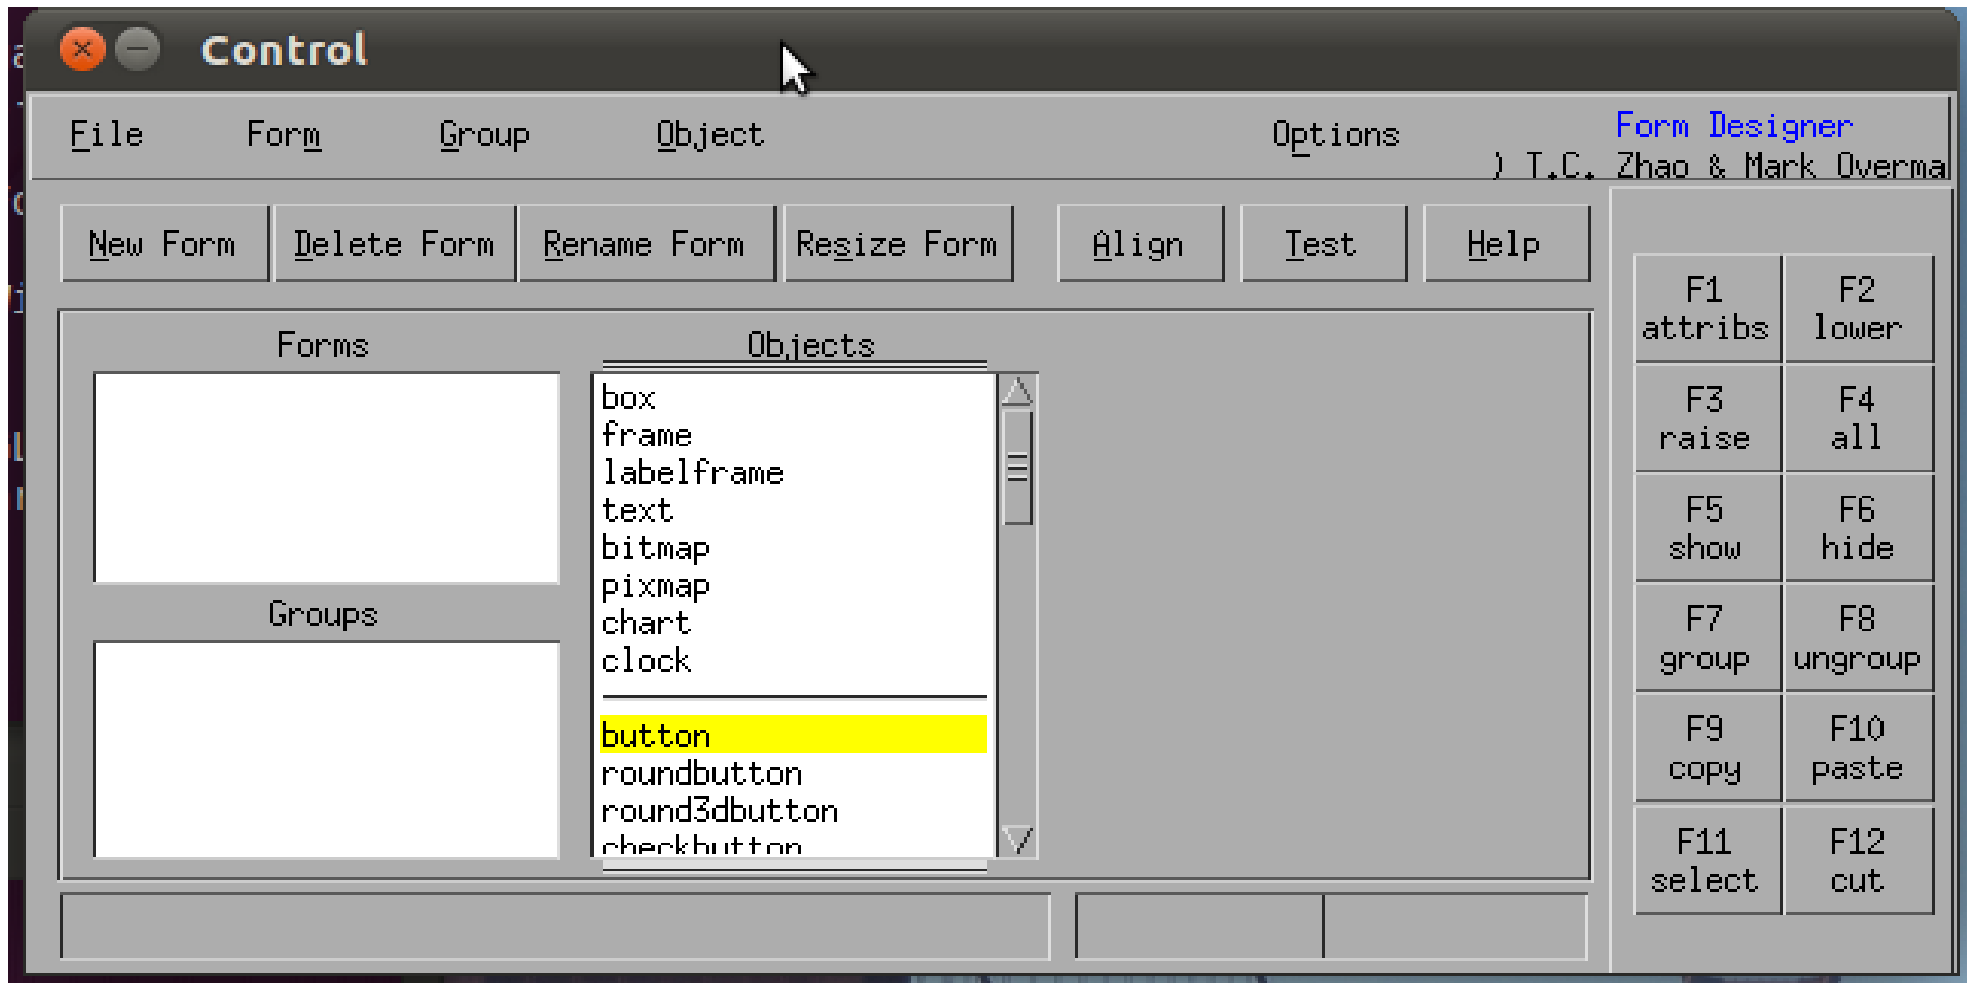 Control
File Form Group Object Options
Form Designer
) T.C. Zhao & Mark Overma
New Form Delete Form Rename Form Resize Form Align Test Help
Forms
Groups
Objects
box
frame
labelframe
text
bitmap
pixmap
chart
clock
button
roundbutton
round3dbutton
checkbutton
F1 attribs
F2 lower
F3 raise
F4 all
F5 show
F6 hide
F7 group
F8 ungroup
F9 copy
F10 paste
F11 select
F12 cut